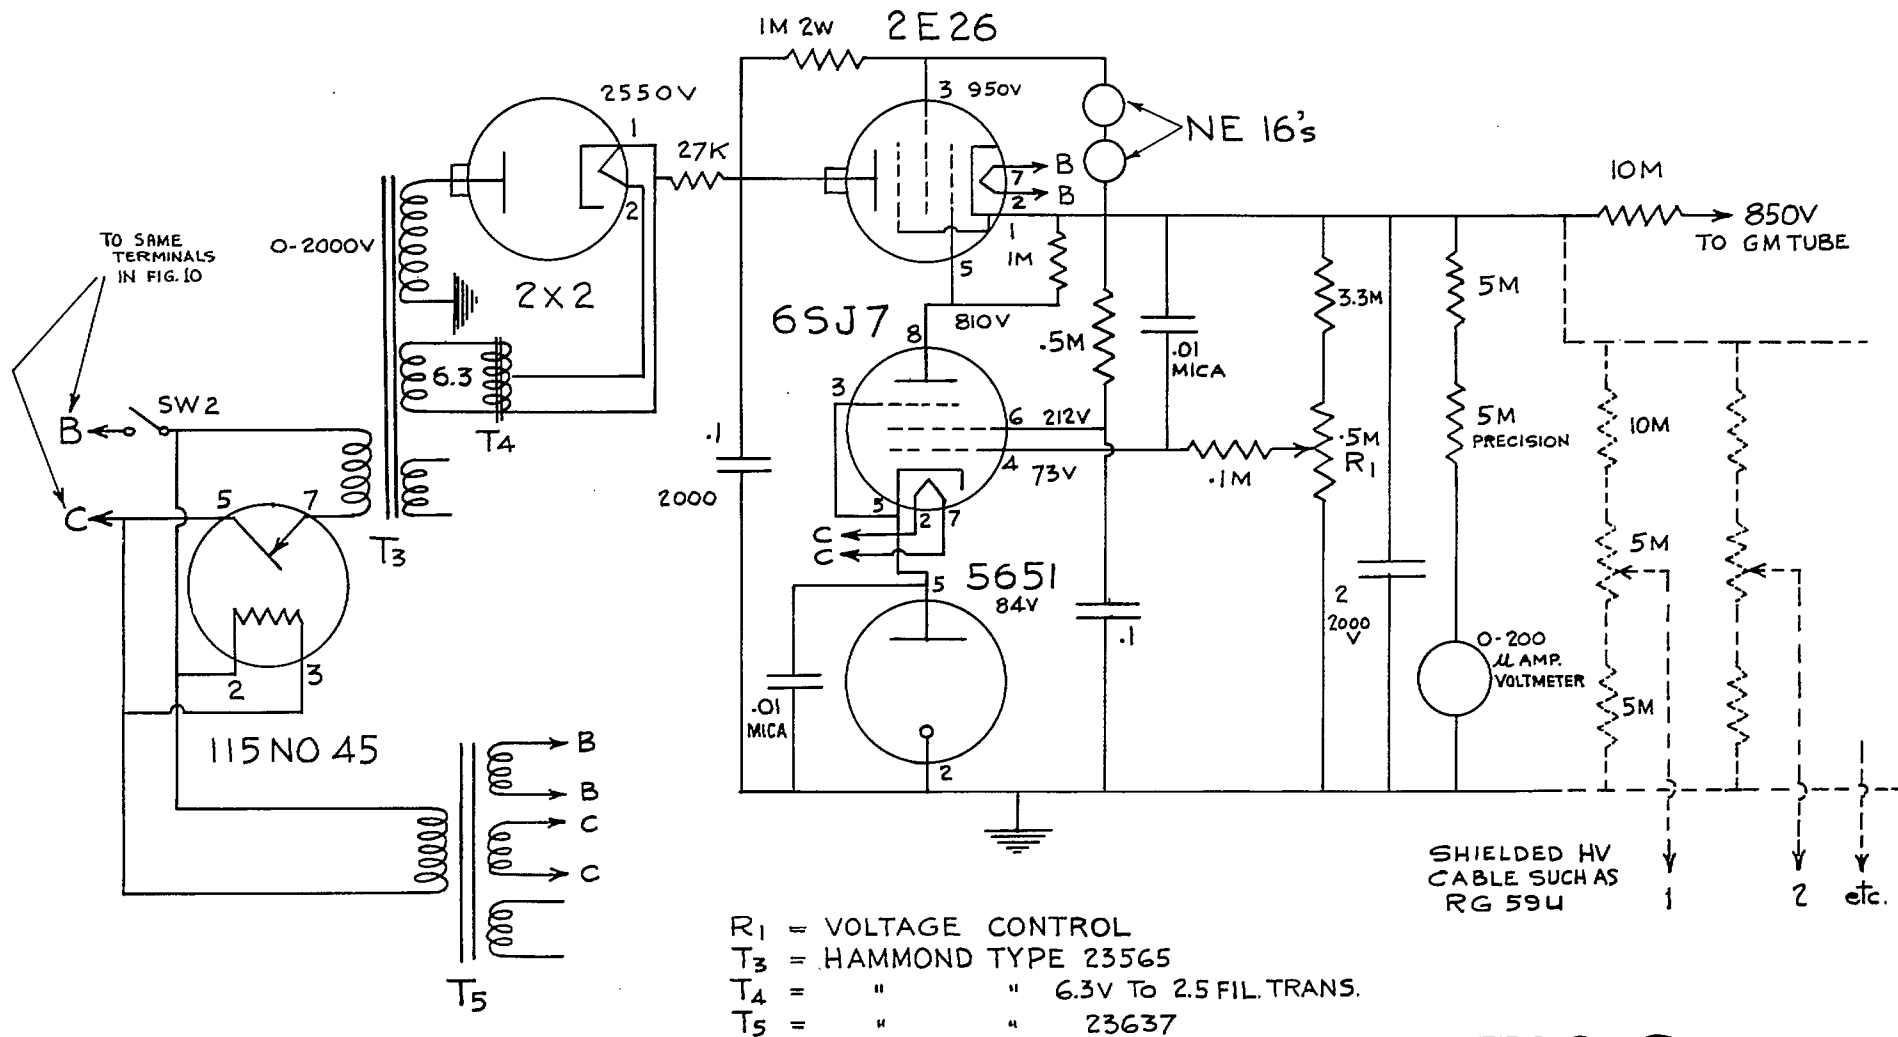 1M 2W
2E26
2550V
1
3 950V
NE 16's
27K
B
7
B
2
10M
850V
TO GM TUBE
TO SAME
TERMINALS
IN FIG. 10
0-2000V
2
1
1M
5
2X2
6SJ7
810V
8
.5M
.01
MICA
3.3M
5M
6.3
3
SW2
B
T4
6
212V
4
73V
.1M
.5M
R1
5M
PRECISION
10M
.1
2000
5
7
C
T3
5
2
7
C
C
5M
5651
84V
5
.1
2
2000
V
0-200
μ AMP.
VOLTMETER
2
3
.01
MICA
5M
115 NO 45
2
B
B
C
C
T5
SHIELDED HV
CABLE SUCH AS
RG 59U
1
2
etc.
R1 = VOLTAGE CONTROL
T3 = HAMMOND TYPE 23565
T4 = " " 6.3V TO 2.5 FIL. TRANS.
T5 = " " 23637